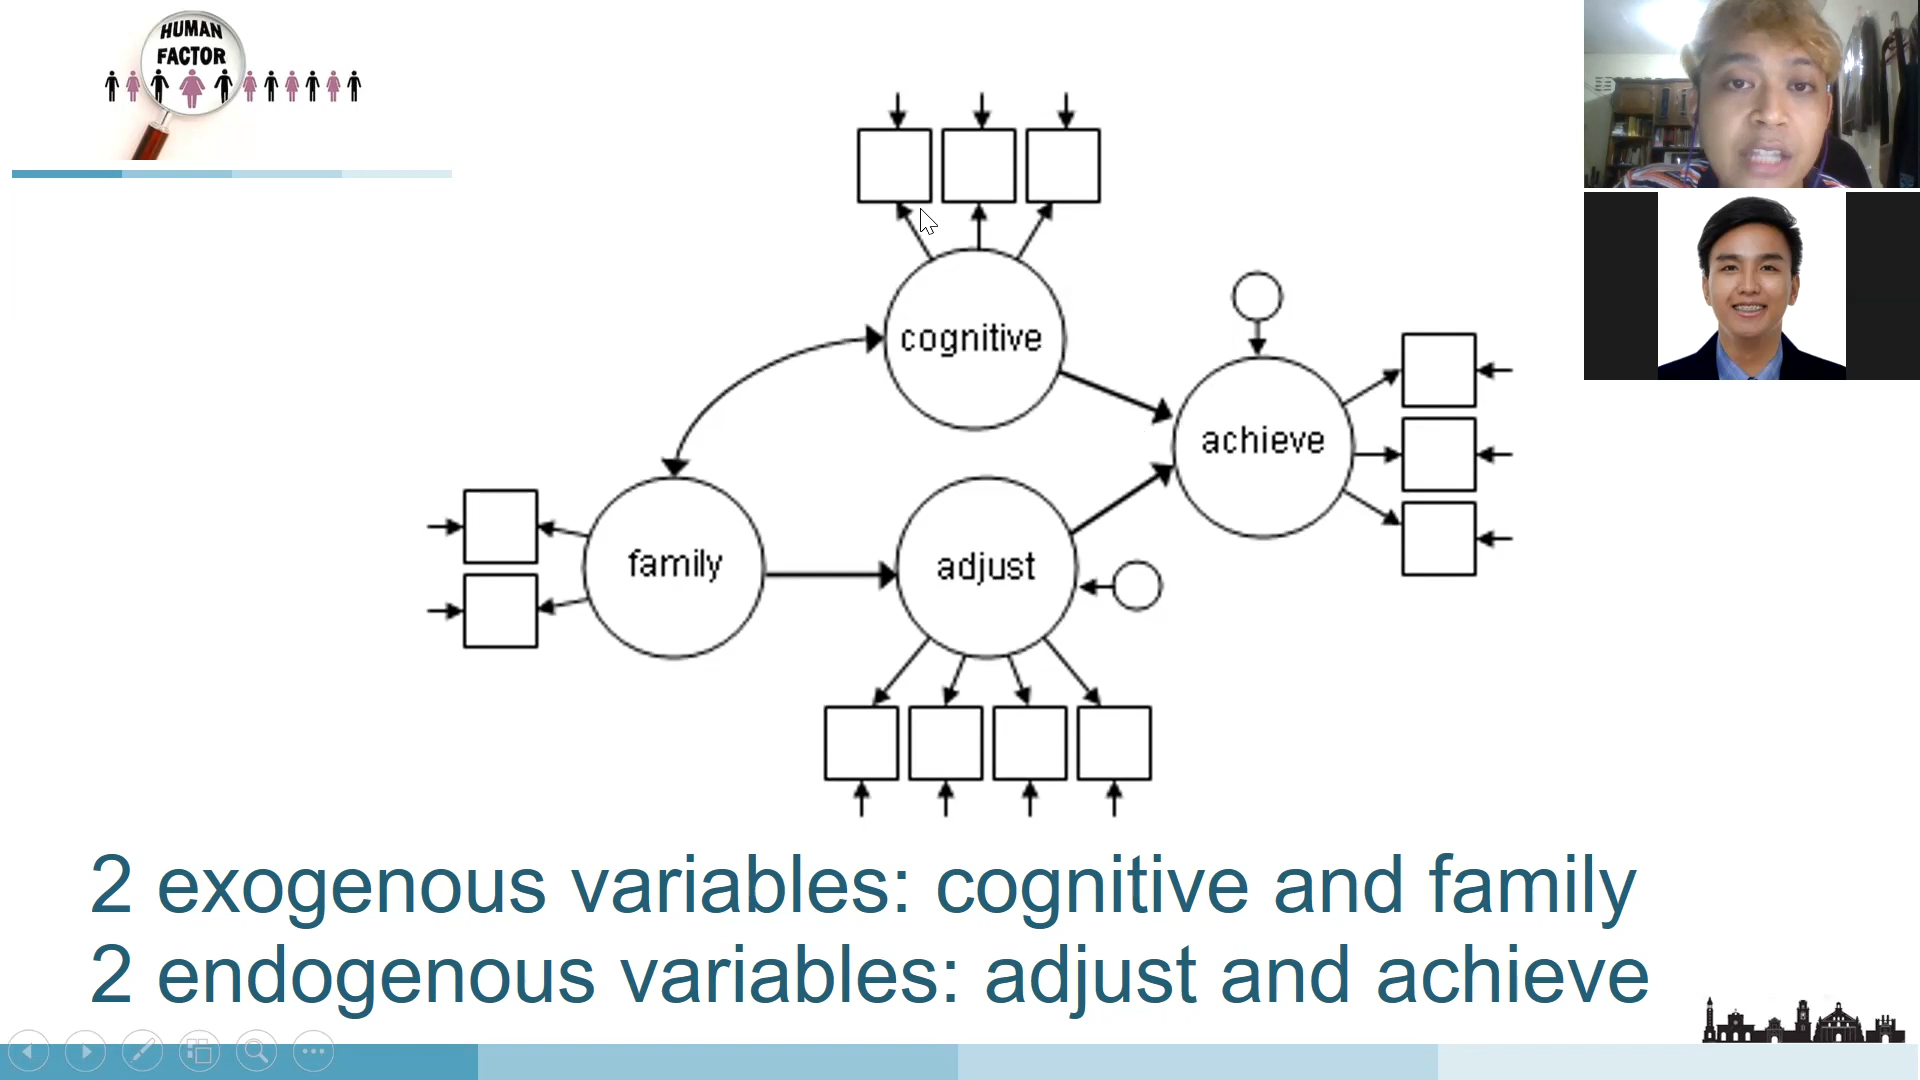 HUMAN
FACTOR
cognitive
achieve
family
adjust
2 exogenous variables: cognitive and family
2 endogenous variables: adjust and achieve